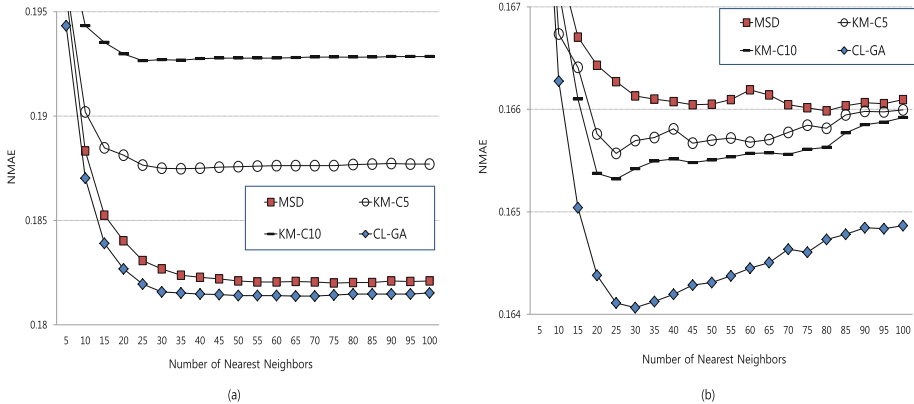 0.195
0.19
0.185
0.18
NMAE
MSD
KM-C5
KM-C10
CL-GA
5 10 15 20 25 30 35 40 45 50 55 60 65 70 75 80 85 90 95 100
Number of Nearest Neighbors
(a)
0.167
0.166
0.165
0.164
NMAE
MSD
KM-C5
KM-C10
CL-GA
5 10 15 20 25 30 35 40 45 50 55 60 65 70 75 80 85 90 95 100
Number of Nearest Neighbors
(b)